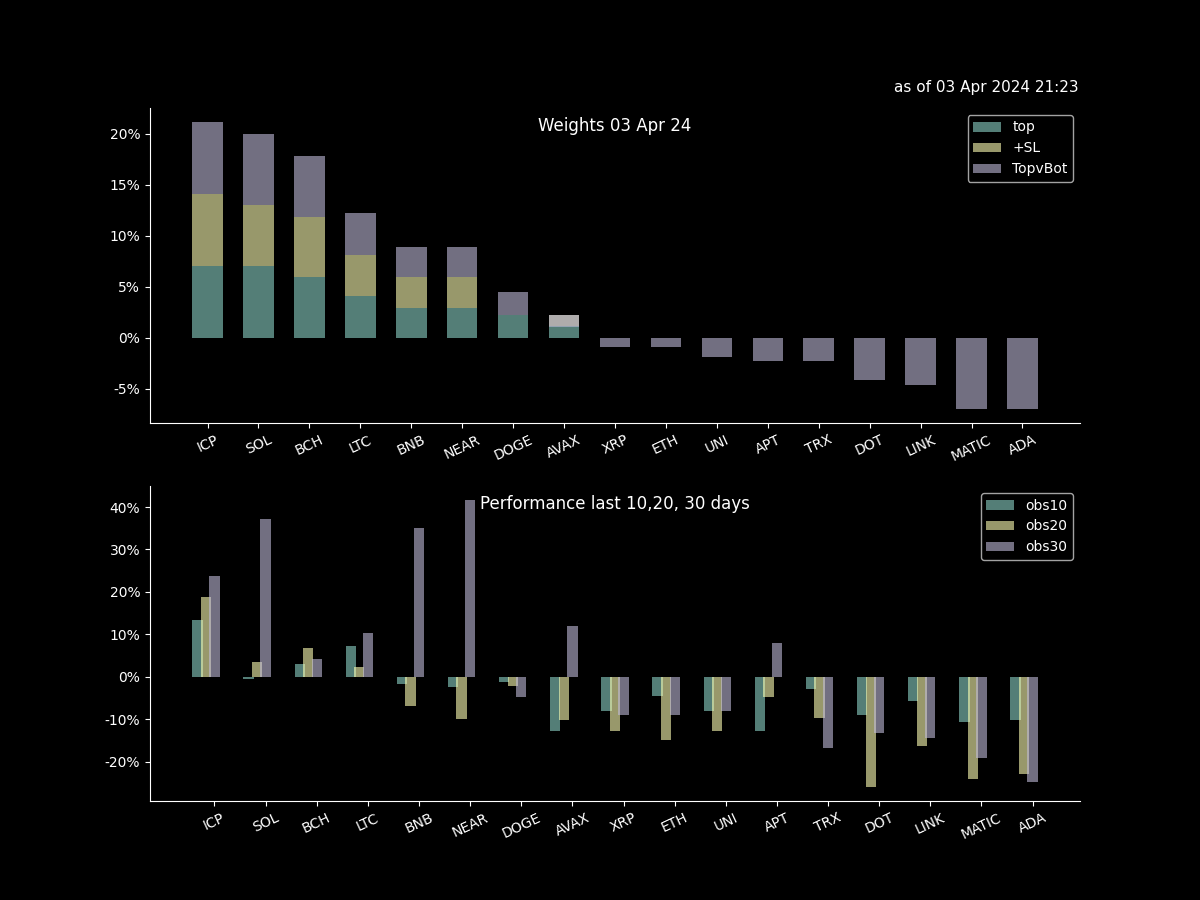 as of 03 Apr 2024 21:23
Weights 03 Apr 24
top
+SL
TopvBot
20%
15%
10%
5%
0%
-5%
ICP SOL BCH LTC BNB NEAR DOGE AVAX XRP ETH UNI APT TRX DOT LINK MATIC ADA
Performance last 10,20, 30 days
obs10
obs20
obs30
40%
30%
20%
10%
0%
-10%
-20%
ICP SOL BCH LTC BNB NEAR DOGE AVAX XRP ETH UNI APT TRX DOT LINK MATIC ADA